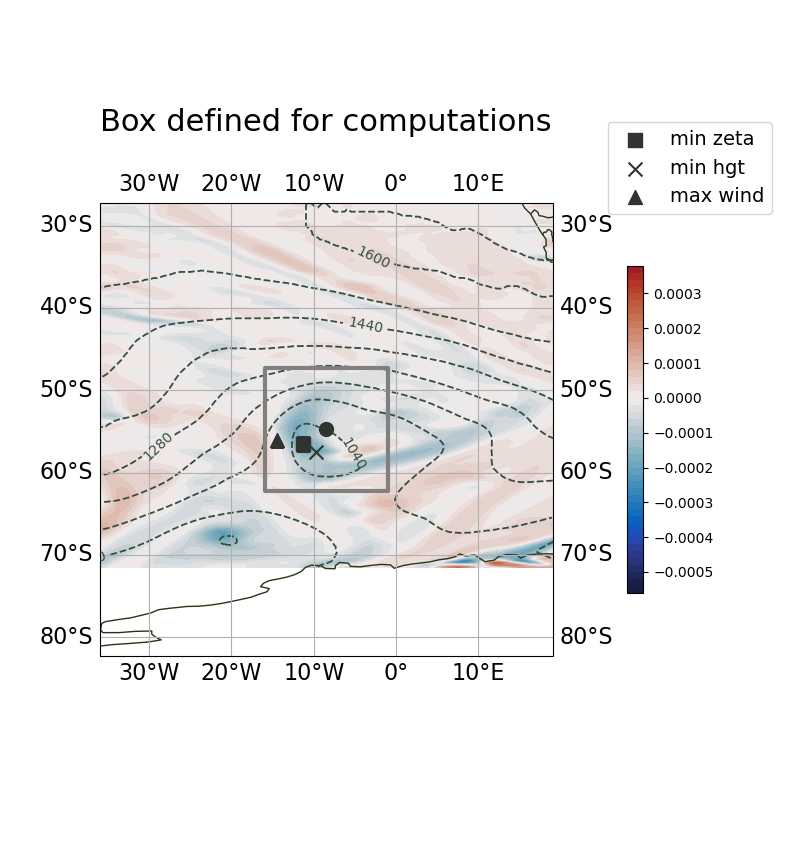 Box defined for computations
min zeta
min hgt
max wind
30°W 20°W 10°W 0° 10°E
30°S 30°S
1600
0.0003
40°S 40°S
0.0002
1440
0.0001
50°S 50°S
0.0000
−0.0001
1280
1040
60°S 60°S
−0.0002
−0.0003
−0.0004
70°S 70°S
−0.0005
80°S 80°S
30°W 20°W 10°W 0° 10°E